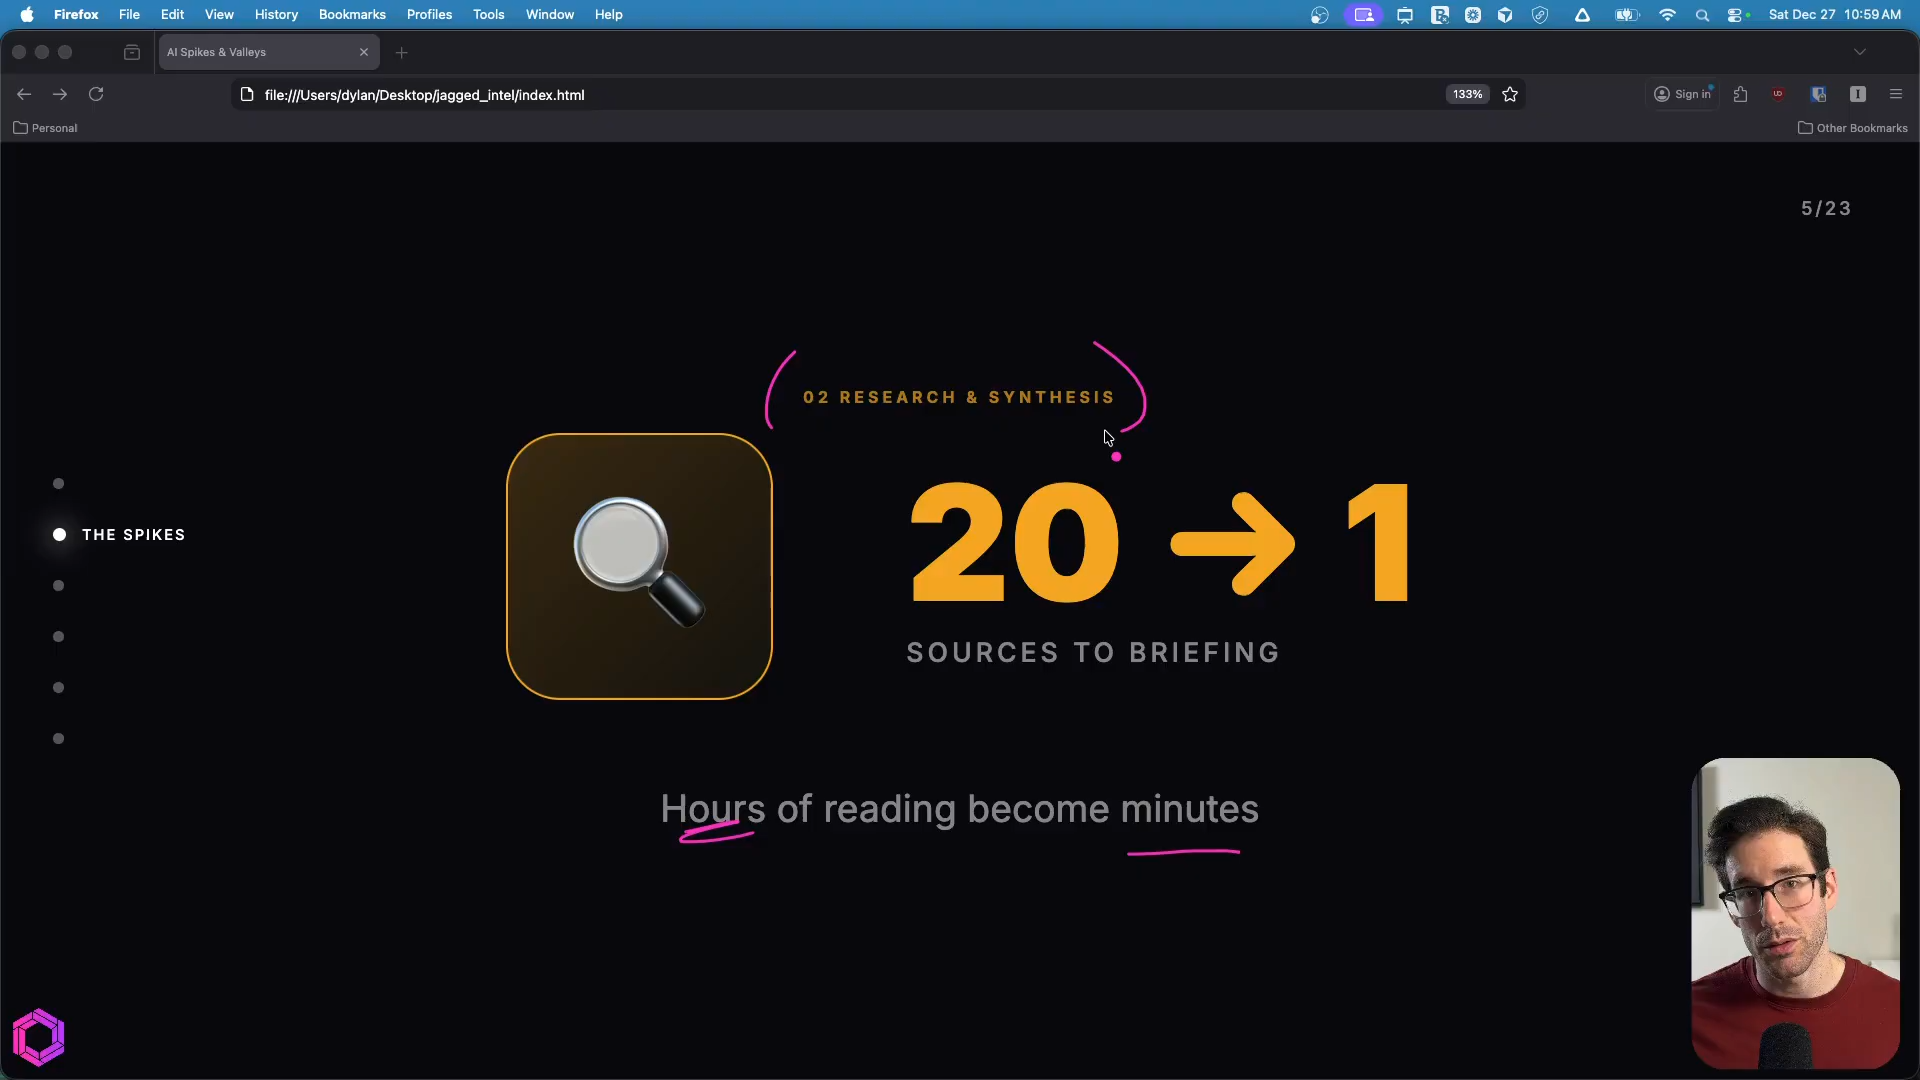 Firefox File Edit View History Bookmarks Profiles Tools Window Help Sat Dec 27 10:59 AM
AI Spikes & Valleys
file:///Users/dylan/Desktop/jagged_intel/index.html 133% Sign in
Personal Other Bookmarks
5/23
02 RESEARCH & SYNTHESIS
20 → 1
SOURCES TO BRIEFING
THE SPIKES
Hours of reading become minutes